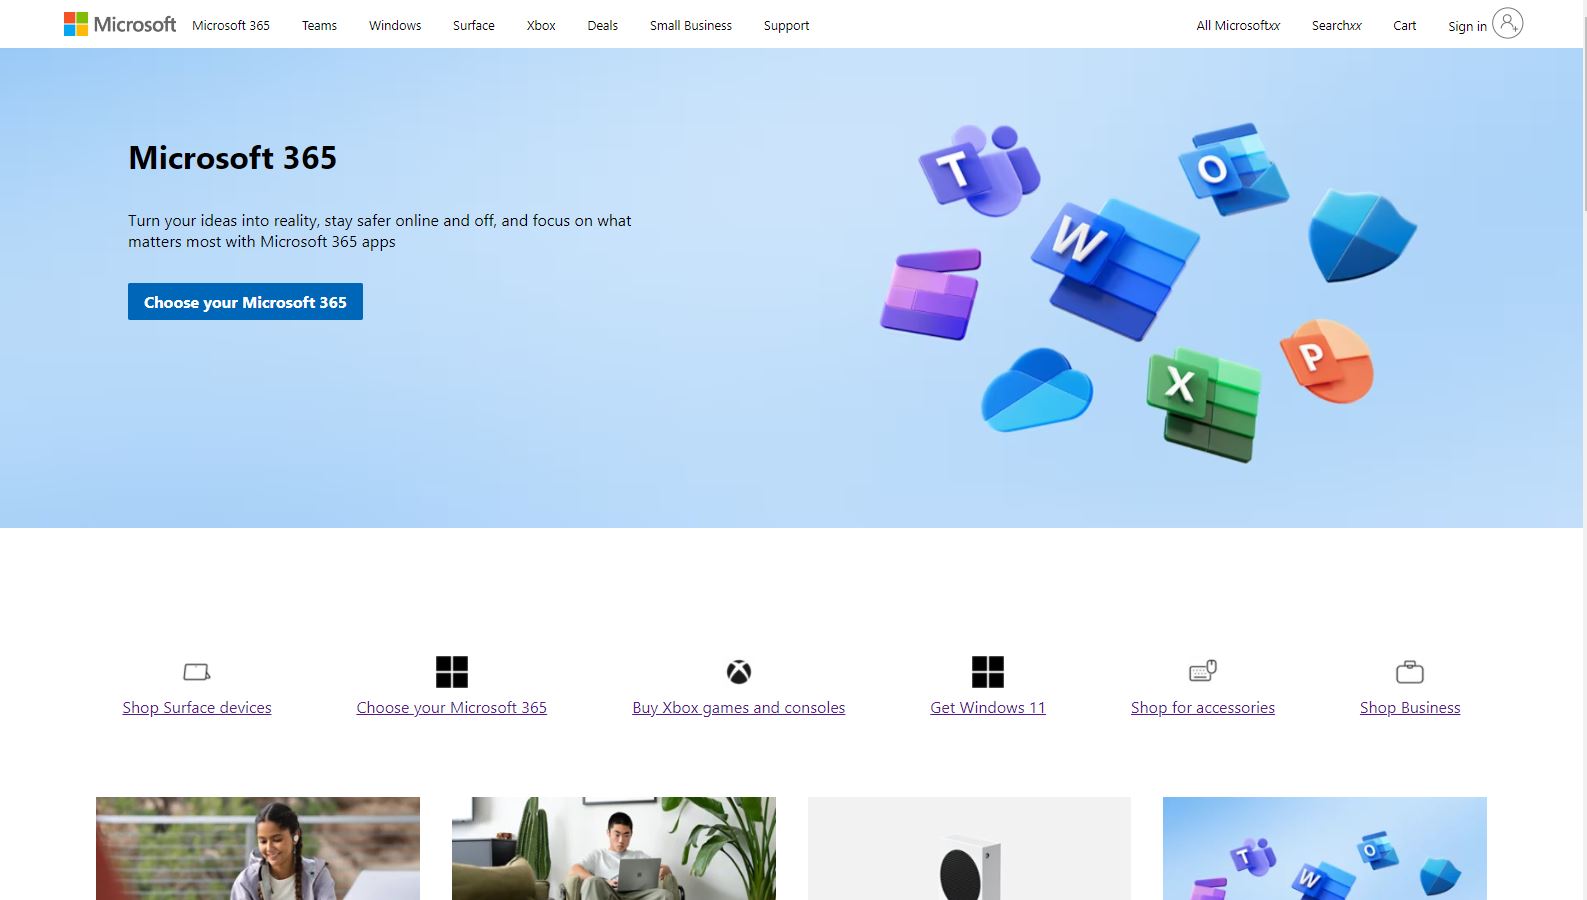 Microsoft
Microsoft 365
Teams
Windows
Surface
Xbox
Deals
Small Business
Support
All Microsoftxx
Searchxx
Cart
Sign in
Microsoft 365
Turn your ideas into reality, stay safer online and off, and focus on what
matters most with Microsoft 365 apps
Choose your Microsoft 365
T
O
W
X
P
Shop Surface devices
Choose your Microsoft 365
Buy Xbox games and consoles
Get Windows 11
Shop for accessories
Shop Business
T
O
W